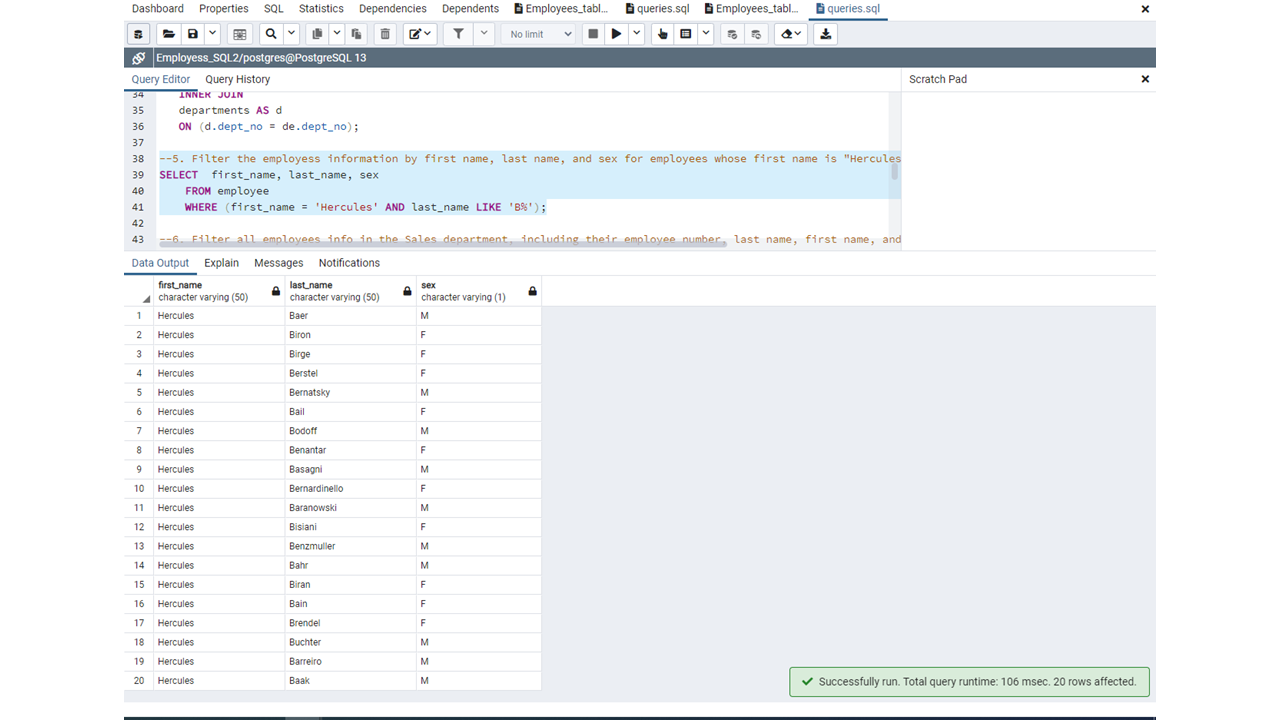 Dashboard Properties SQL Statistics Dependencies Dependents Employees_tabl... queries.sql Employees_tabl... queries.sql
No limit
Employess_SQL2/postgres@PostgreSQL 13
Query Editor Query History
Scratch Pad
34 INNER JOIN
35 departments AS d
36 ON (d.dept_no = de.dept_no);
37
38 --5. Filter the employess information by first name, last name, and sex for employees whose first name is "Hercules
39 SELECT first_name, last_name, sex
40 FROM employee
41 WHERE (first_name = 'Hercules' AND last_name LIKE 'B%');
42
43 --6. Filter all employees info in the Sales department, including their employee number, last name, first name, and
Data Output Explain Messages Notifications
first_name last_name sex
character varying (50) character varying (50) character varying (1)
1 Hercules Baer M
2 Hercules Biron F
3 Hercules Birge F
4 Hercules Berstel F
5 Hercules Bernatsky M
6 Hercules Bail F
7 Hercules Bodoff M
8 Hercules Benantar F
9 Hercules Basagni M
10 Hercules Bernardinello F
11 Hercules Baranowski M
12 Hercules Bisiani F
13 Hercules Benzmuller M
14 Hercules Bahr M
15 Hercules Biran F
16 Hercules Bain F
17 Hercules Brendel F
18 Hercules Buchter M
19 Hercules Barreiro M
20 Hercules Baak M
Successfully run. Total query runtime: 106 msec. 20 rows affected.